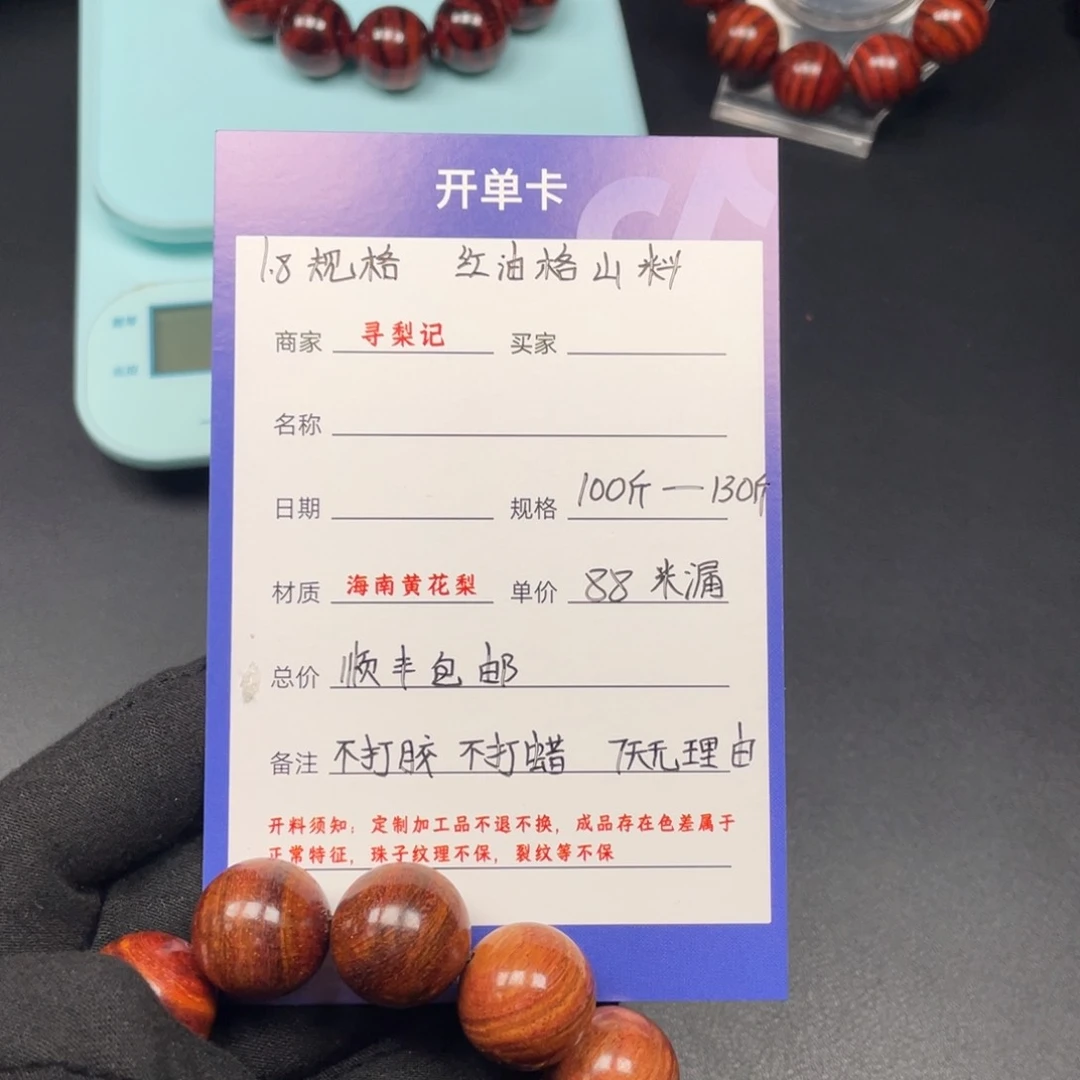 开单卡
1.8规格 红油格山料
商家 寻梨记 买家
名称
日期 规格 100斤—130斤
材质 海南黄花梨 单价 88米漏
总价 顺丰包邮
备注 不打胶 不打蜡 7天无理由
开料须知：定制加工品不退不换，成品存在色差属于
正常特征，珠子纹理不保，裂纹等不保